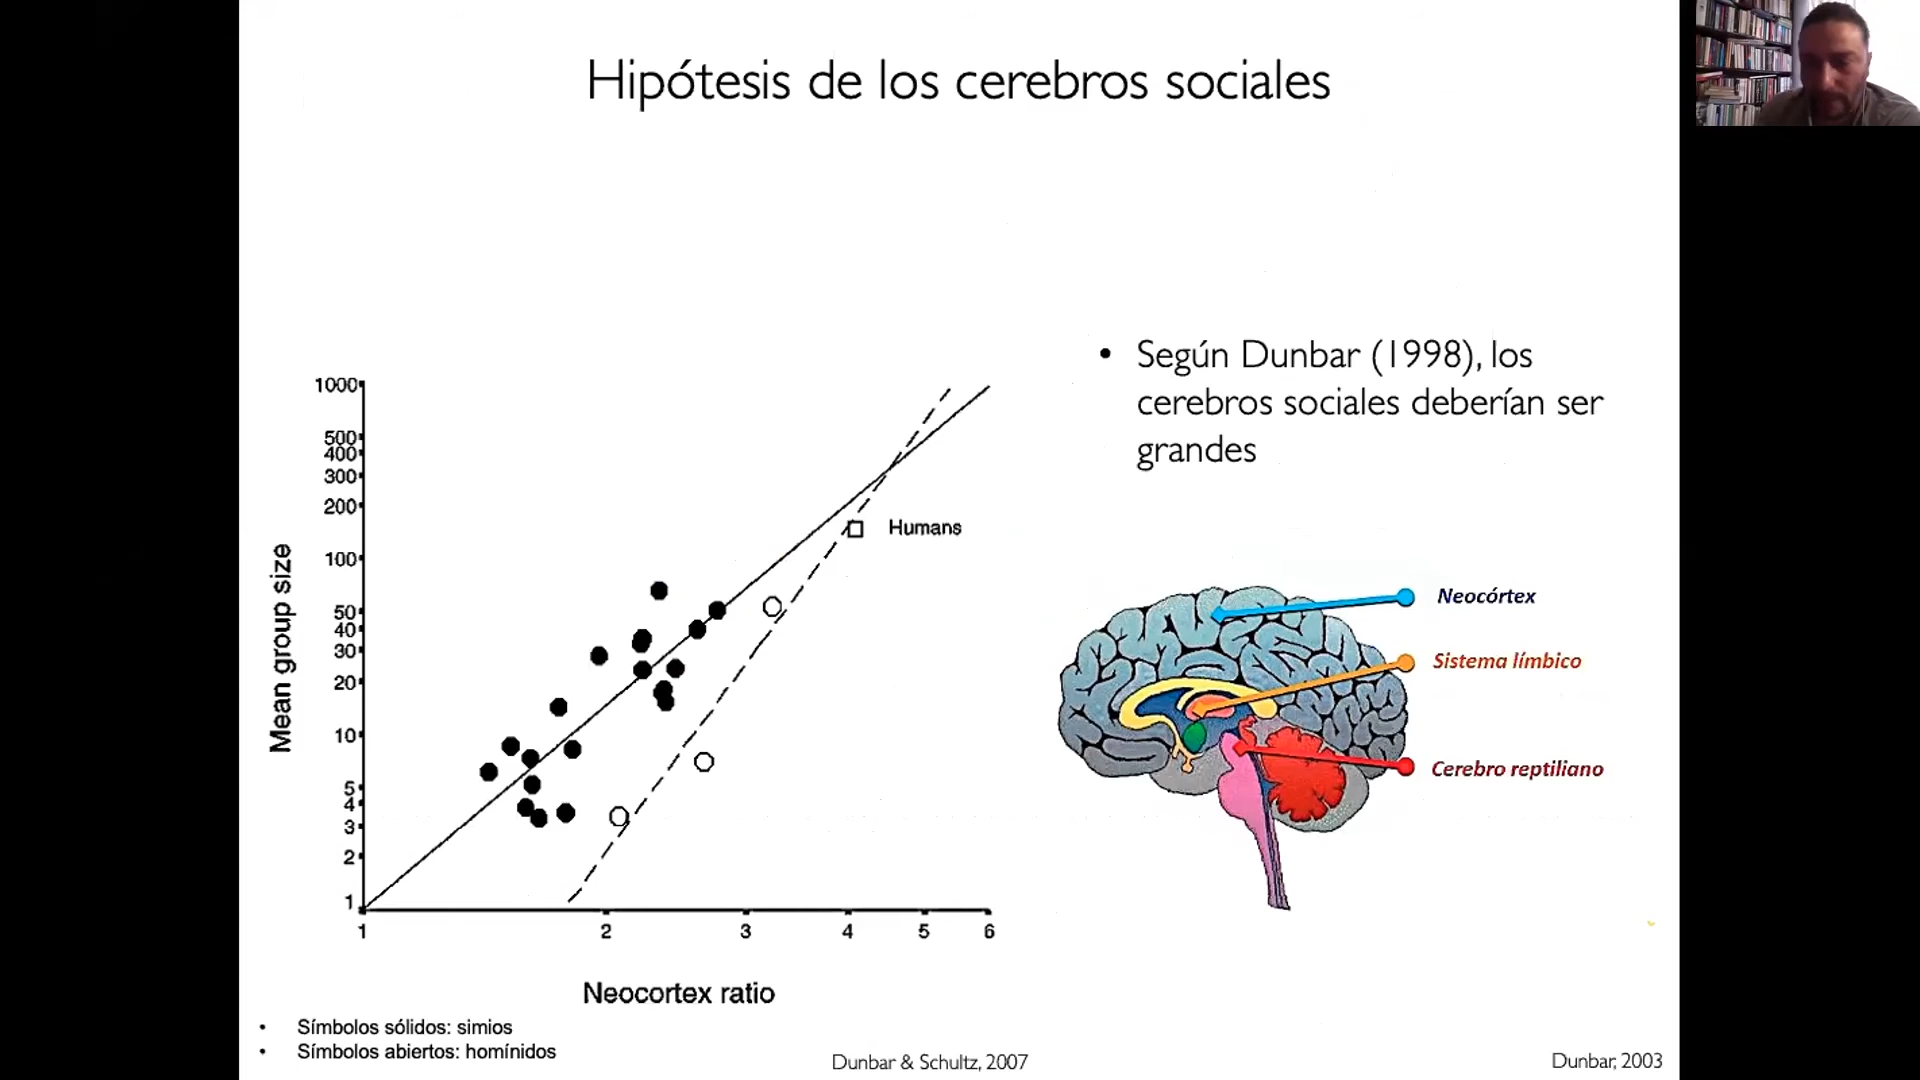 Hipótesis de los cerebros sociales
• Según Dunbar (1998), los
cerebros sociales deberían ser
grandes
1000
500
400
300
200
100
50
40
30
20
10
5
4
3
2
1
Mean group size
Humans
1 2 3 4 5 6
Neocortex ratio
Neocórtex
Sistema límbico
Cerebro reptiliano
• Símbolos sólidos: simios
• Símbolos abiertos: homínidos
Dunbar & Schultz, 2007
Dunbar, 2003